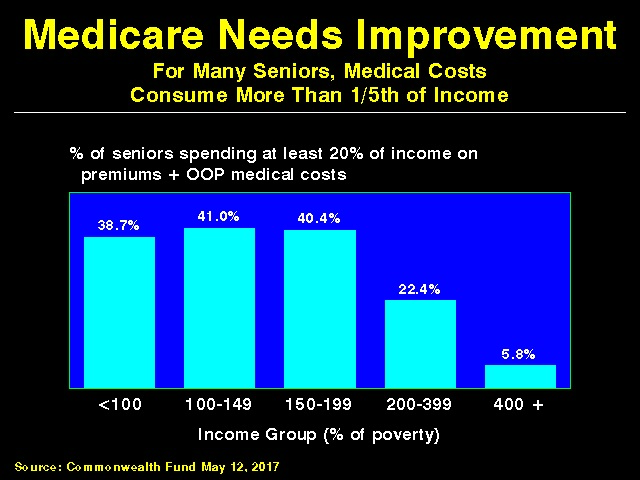 Medicare Needs Improvement
For Many Seniors, Medical Costs
Consume More Than 1/5th of Income
% of seniors spending at least 20% of income on
premiums + OOP medical costs
38.7%
41.0%
40.4%
22.4%
5.8%
<100
100-149
150-199
200-399
400 +
Income Group (% of poverty)
Source: Commonwealth Fund May 12, 2017